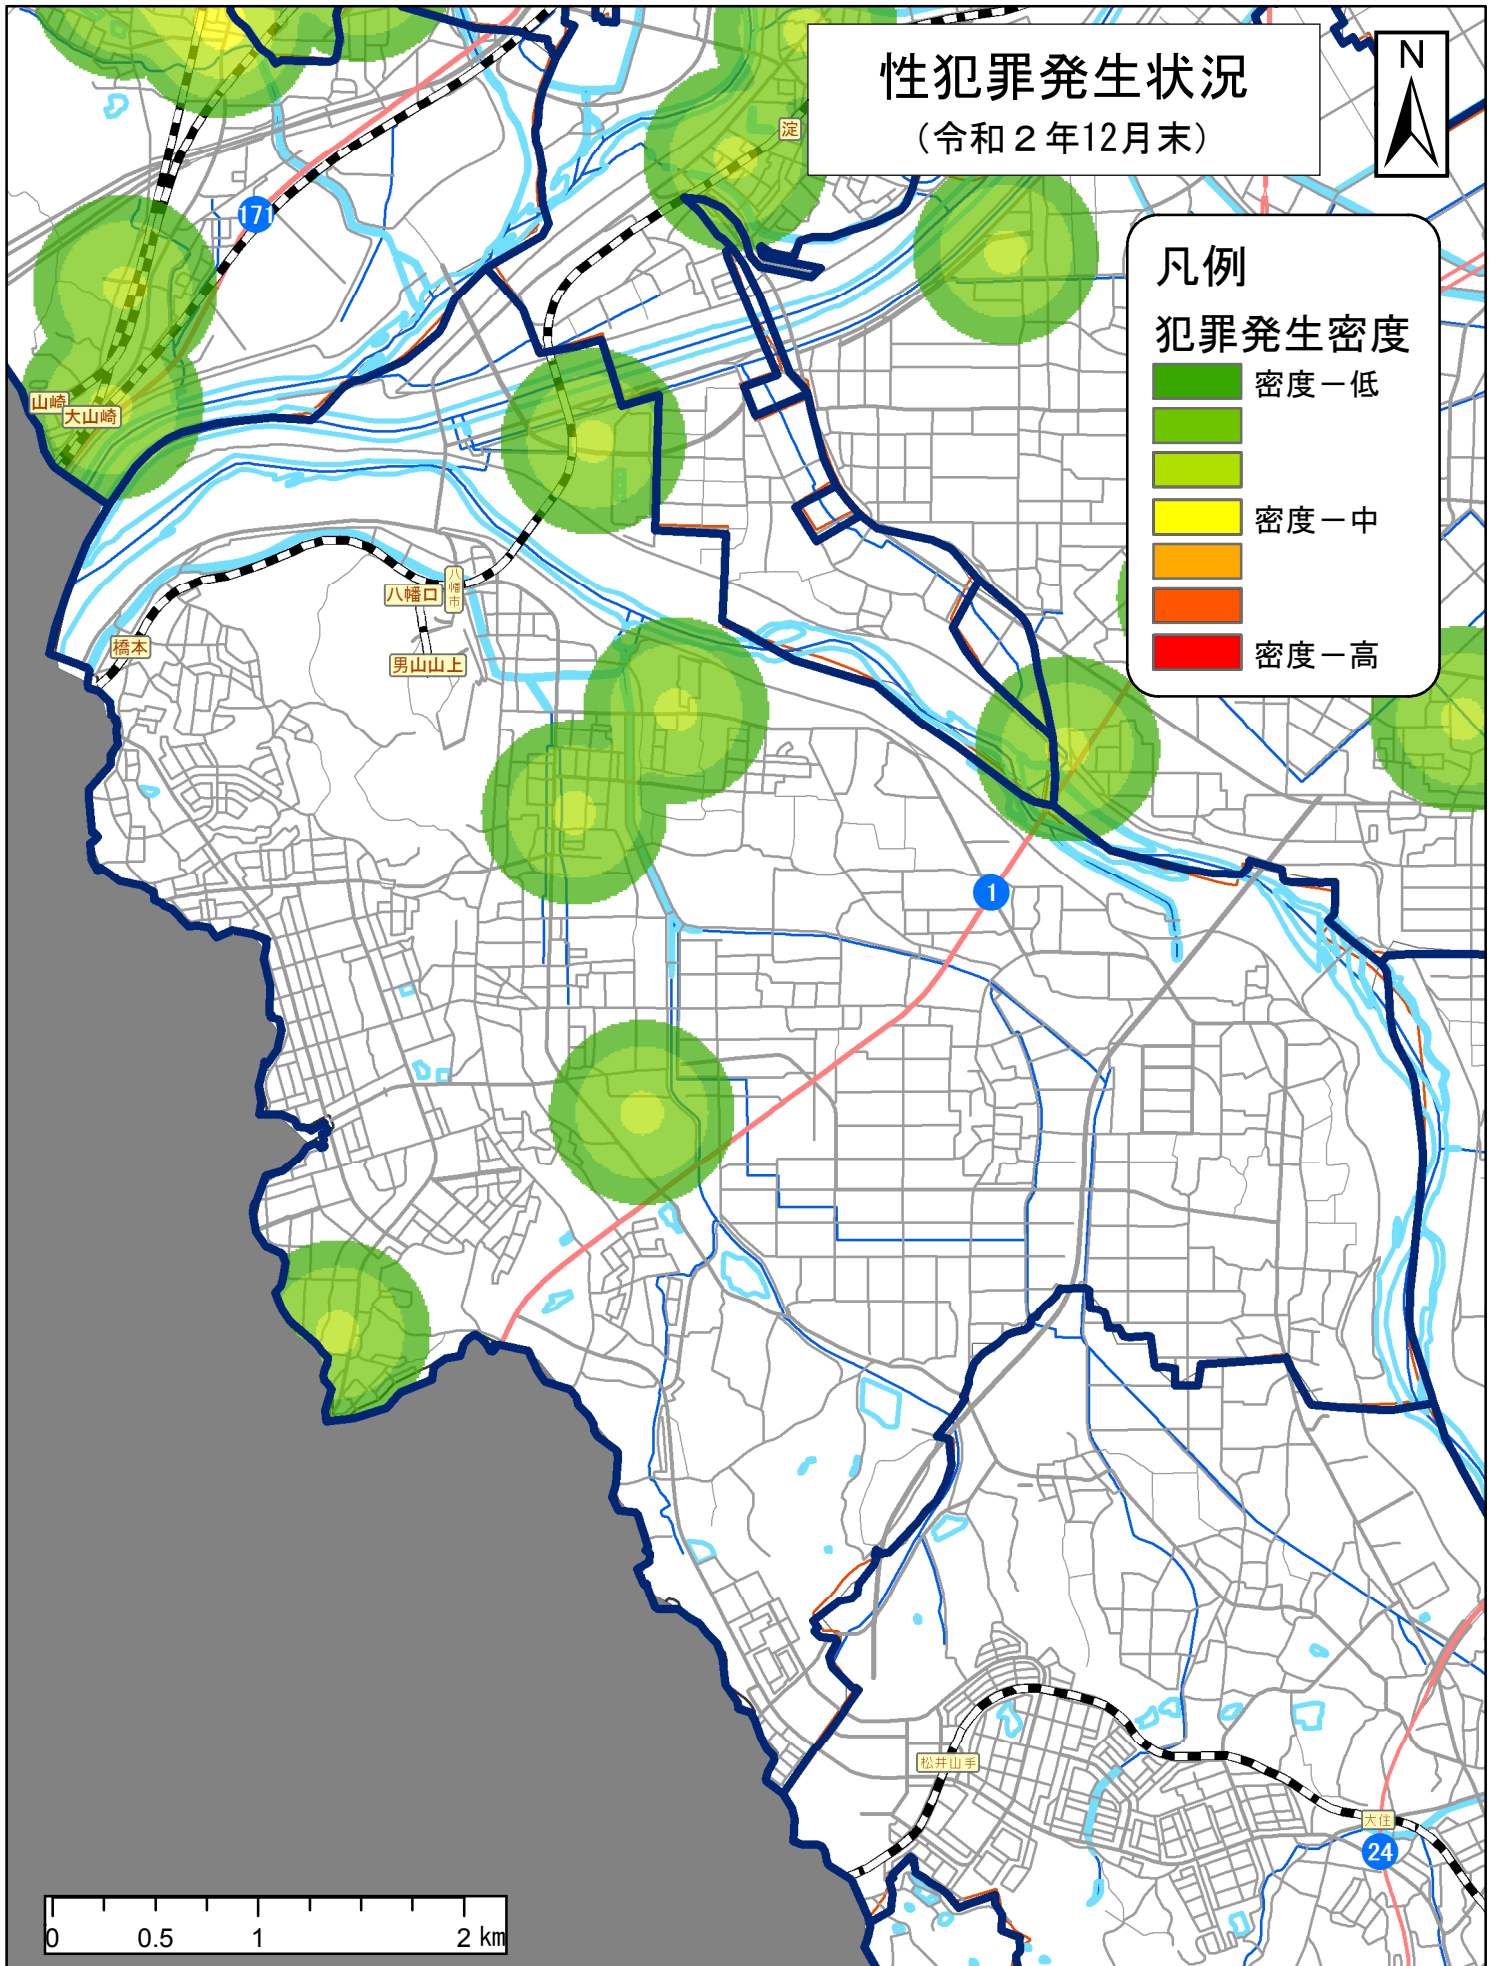 性犯罪発生状況
（令和２年12月末）
N
凡例
犯罪発生密度
密度－低
密度－中
密度－高
淀
171
山崎
大山崎
八幡口
八幡市
橋本
男山山上
1
松井山手
大住
24
0 0.5 1 2 km